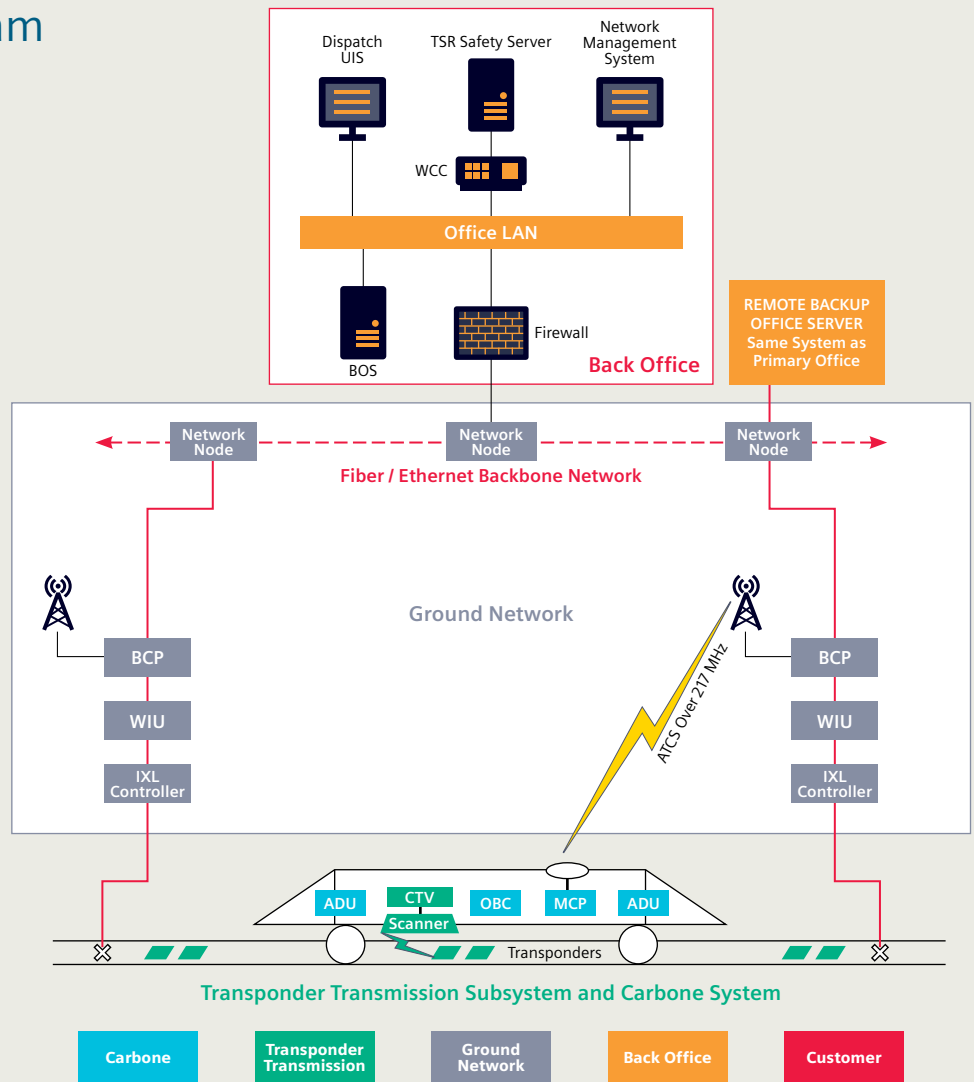 am
Dispatch
UIS
TSR Safety Server
Network
Management
System
WCC
Office LAN
BOS
Firewall
Back Office
REMOTE BACKUP
OFFICE SERVER
Same System as
Primary Office
Network
Node
Network
Node
Network
Node
Fiber / Ethernet Backbone Network
Ground Network
BCP
WIU
IXL
Controller
ATCS Over 217 MHz
BCP
WIU
IXL
Controller
ADU
CTV
Scanner
OBC
MCP
ADU
Transponders
Transponder Transmission Subsystem and Carbone System
Carbone
Transponder
Transmission
Ground
Network
Back Office
Customer